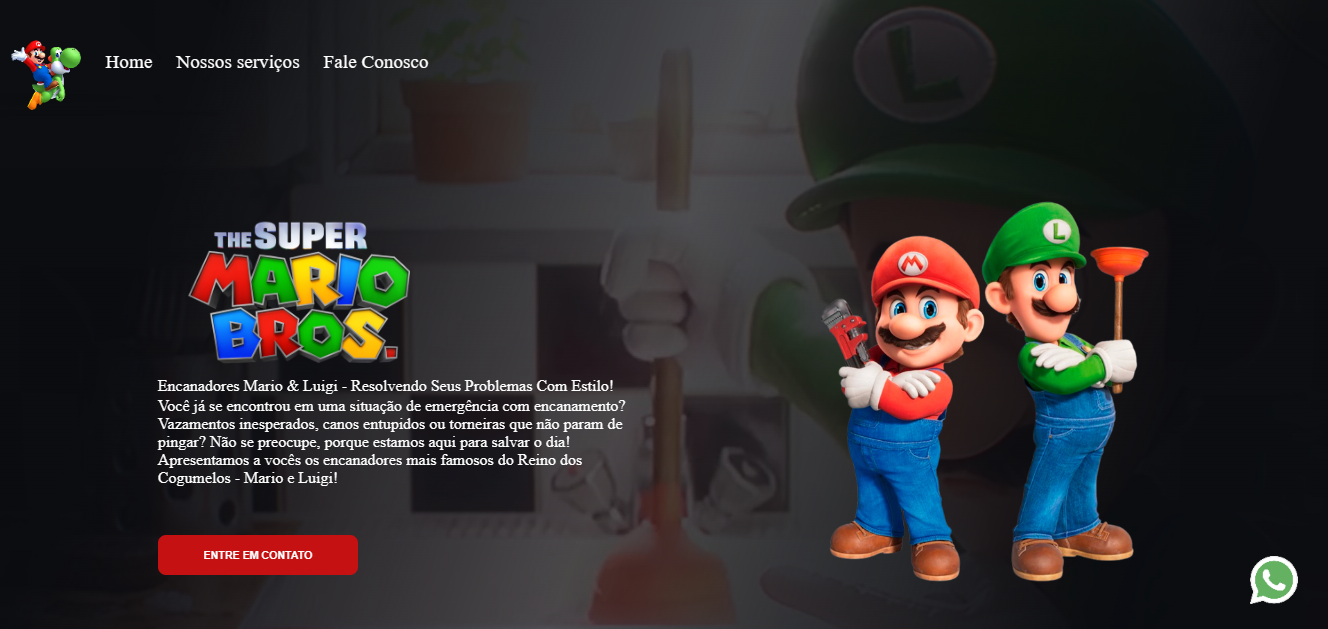 Home Nossos serviços Fale Conosco
THE SUPER
MARIO
BROS.
Encanadores Mario & Luigi - Resolvendo Seus Problemas Com Estilo!
Você já se encontrou em uma situação de emergência com encanamento?
Vazamentos inesperados, canos entupidos ou torneiras que não param de
pingar? Não se preocupe, porque estamos aqui para salvar o dia!
Apresentamos a vocês os encanadores mais famosos do Reino dos
Cogumelos - Mario e Luigi!
ENTRE EM CONTATO
L
M
L